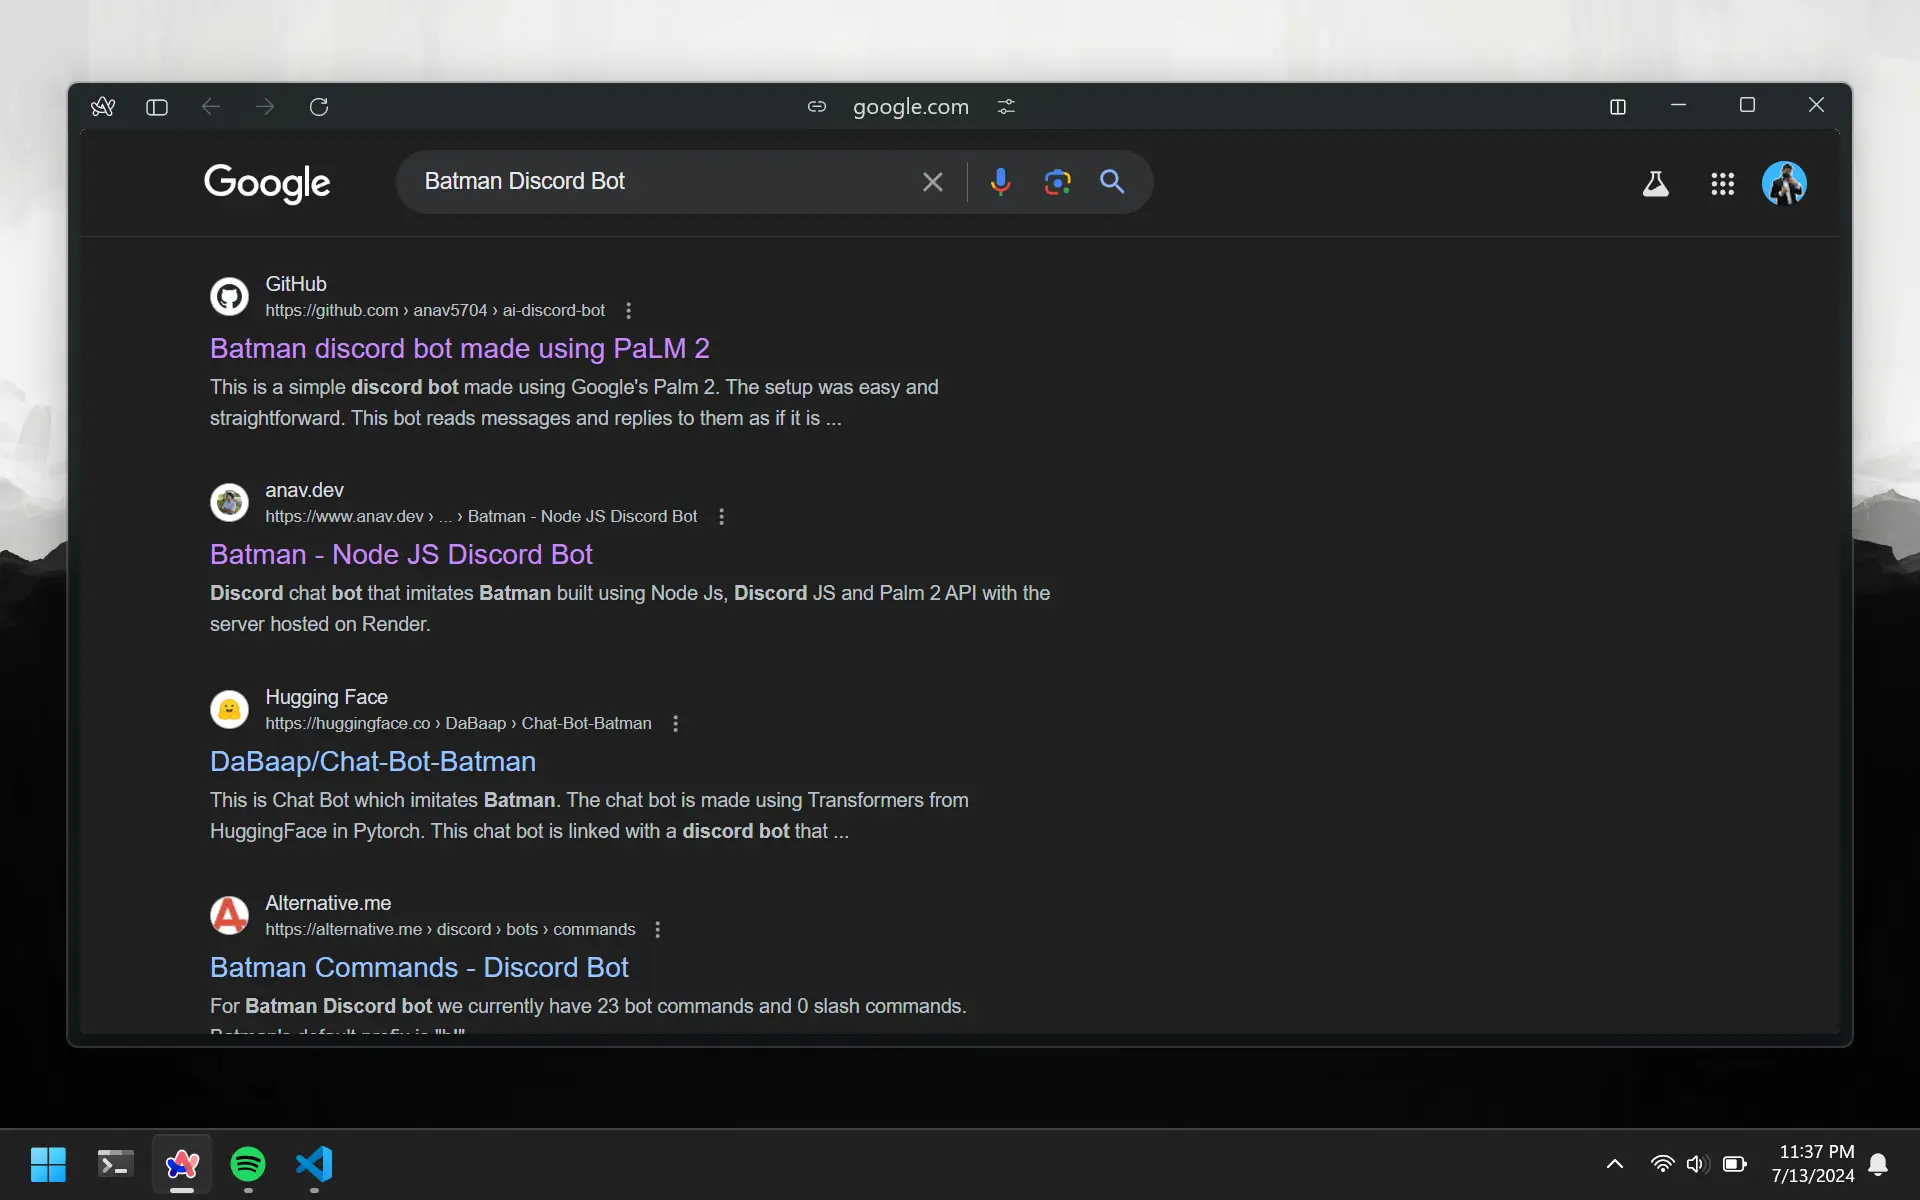 google.com
Google
Batman Discord Bot
GitHub
https://github.com › anav5704 › ai-discord-bot
Batman discord bot made using PaLM 2
This is a simple discord bot made using Google's Palm 2. The setup was easy and
straightforward. This bot reads messages and replies to them as if it is ...
anav.dev
https://www.anav.dev › ... › Batman - Node JS Discord Bot
Batman - Node JS Discord Bot
Discord chat bot that imitates Batman built using Node Js, Discord JS and Palm 2 API with the
server hosted on Render.
Hugging Face
https://huggingface.co › DaBaap › Chat-Bot-Batman
DaBaap/Chat-Bot-Batman
This is Chat Bot which imitates Batman. The chat bot is made using Transformers from
HuggingFace in Pytorch. This chat bot is linked with a discord bot that ...
Alternative.me
https://alternative.me › discord › bots › commands
Batman Commands - Discord Bot
For Batman Discord bot we currently have 23 bot commands and 0 slash commands.
Batman's default prefix is
11:37 PM
7/13/2024